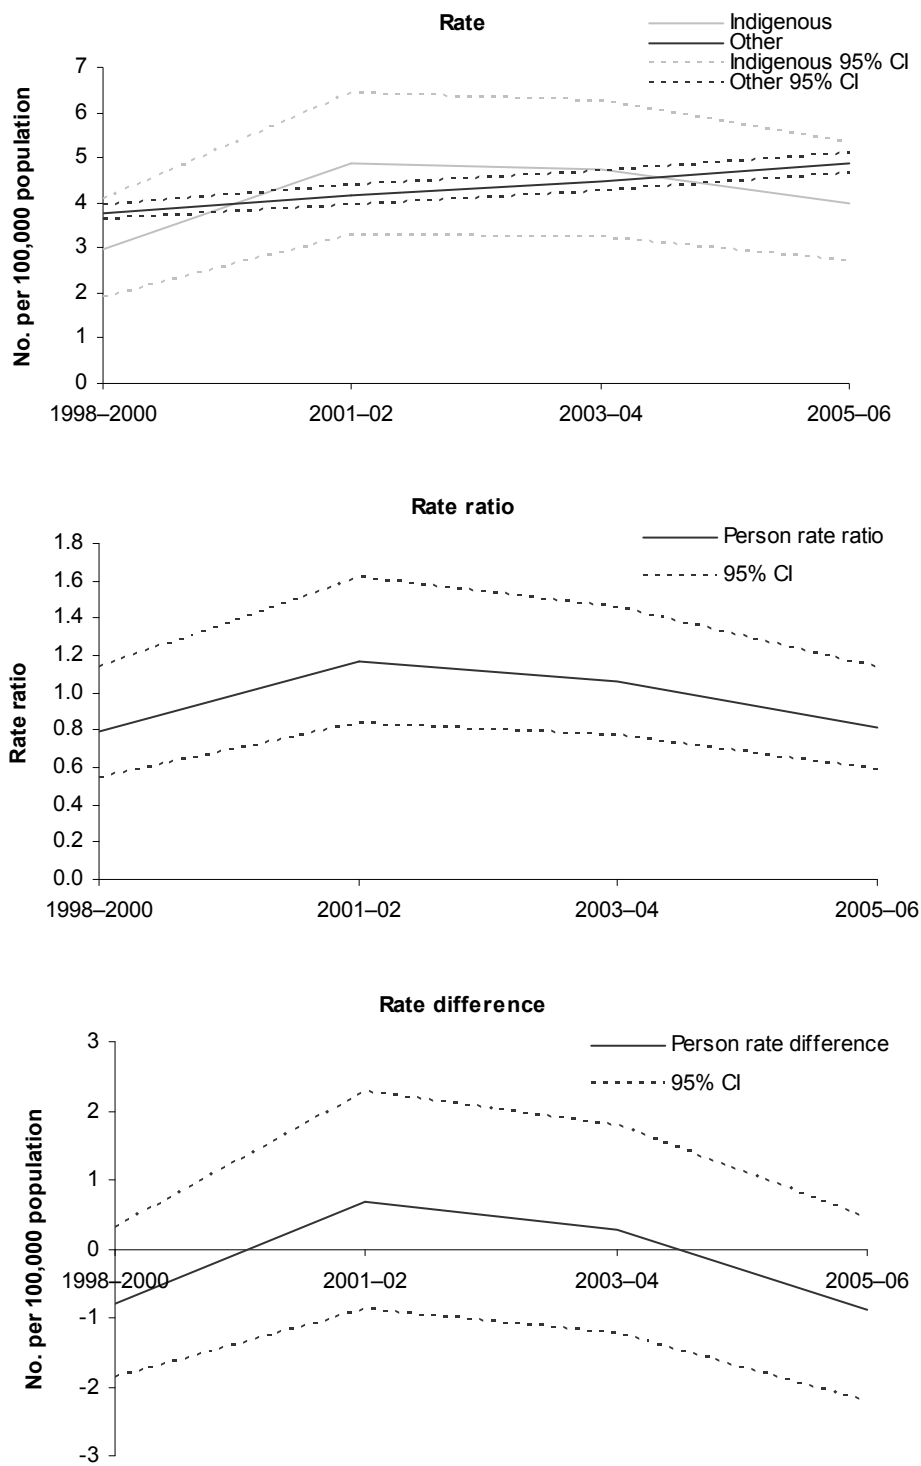 Rate
Indigenous
Other
Indigenous 95% CI
Other 95% CI
No. per 100,000 population
7
6
5
4
3
2
1
0
1998–2000
2001–02
2003–04
2005–06
Rate ratio
Person rate ratio
95% CI
Rate ratio
1.8
1.6
1.4
1.2
1.0
0.8
0.6
0.4
0.2
0.0
1998–2000
2001–02
2003–04
2005–06
Rate difference
Person rate difference
95% CI
No. per 100,000 population
3
2
1
0
1998–2000
2001–02
2003–04
2005–06
-1
-2
-3